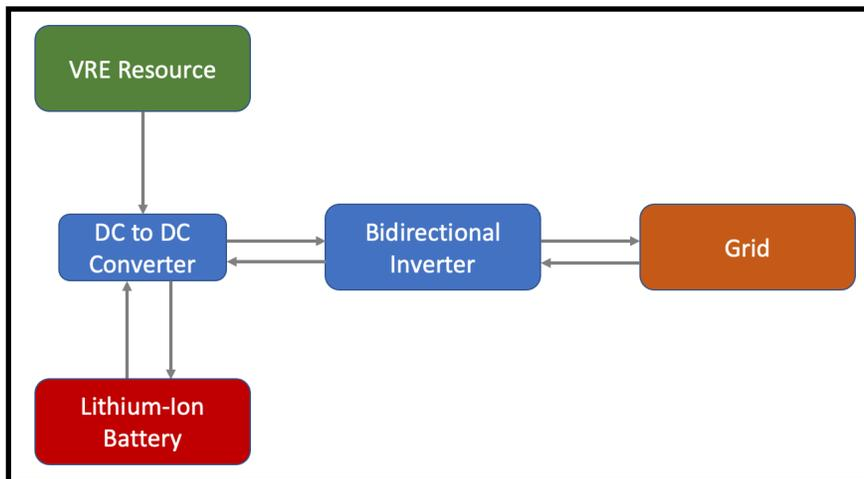 VRE Resource
DC to DC
Converter
Bidirectional
Inverter
Grid
Lithium-Ion
Battery